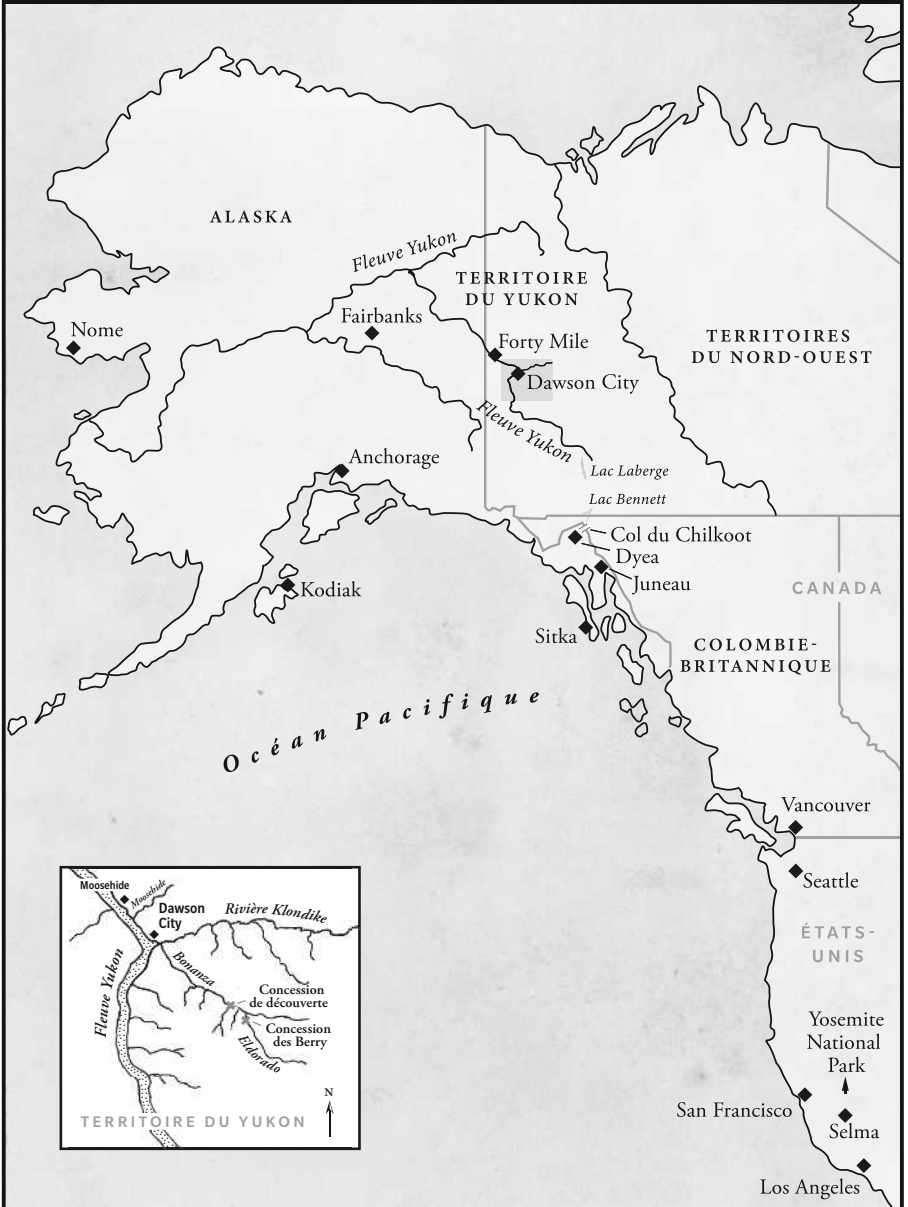 ALASKA
Fleuve Yukon
TERRITOIRE
DU YUKON
Fairbanks
Nome
Forty Mile
TERRITOIRES
DU NORD-OUEST
Dawson City
Fleuve Yukon
Anchorage
Lac Laberge
Lac Bennett
Col du Chilkoot
Dyea
Juneau
Kodiak
CANADA
Sitka
COLOMBIE-
BRITANNIQUE
Océan Pacifique
Vancouver
Seattle
ÉTATS-
UNIS
Yosemite
National
Park
San Francisco
Selma
Los Angeles
Moosehide
Moosehide
Dawson
City
Rivière Klondike
Fleuve Yukon
Bonanza
Concession
de découverte
Concession
des Berry
Eldorado
N
TERRITOIRE DU YUKON